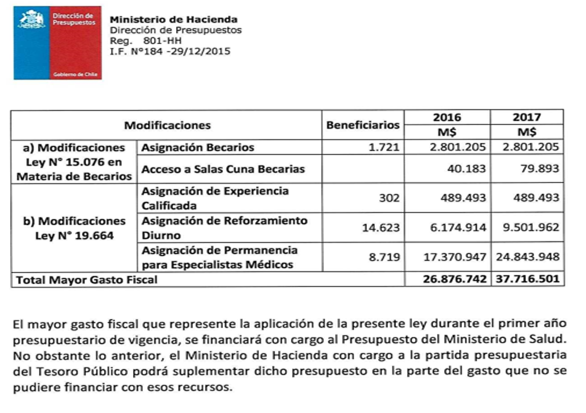 Dirección de
Presupuestos
Gobierno de Chile
Ministerio de Hacienda
Dirección de Presupuestos
Reg. 801-HH
I.F. N°184 -29/12/2015
Modificaciones Beneficiarios 2016 2017
M$ M$
a) Modificaciones Ley N° 15.076 en Materia de Becarios
Asignación Becarios 1.721 2.801.205 2.801.205
Acceso a Salas Cuna Becarias 40.183 79.893
b) Modificaciones Ley N° 19.664
Asignación de Experiencia Calificada 302 489.493 489.493
Asignación de Reforzamiento Diurno 14.623 6.174.914 9.501.962
Asignación de Permanencia para Especialistas Médicos 8.719 17.370.947 24.843.948
Total Mayor Gasto Fiscal 26.876.742 37.716.501
El mayor gasto fiscal que represente la aplicación de la presente ley durante el primer año
presupuestario de vigencia, se financiará con cargo al Presupuesto del Ministerio de Salud.
No obstante lo anterior, el Ministerio de Hacienda con cargo a la partida presupuestaria
del Tesoro Público podrá suplementar dicho presupuesto en la parte del gasto que no se
pudiere financiar con esos recursos.